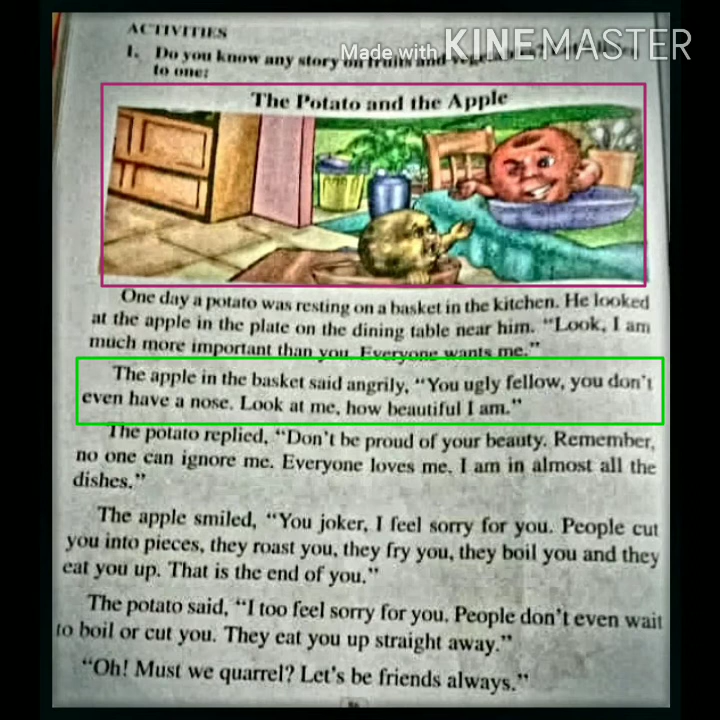 ACTIVITIES
Made with KINEMASTER
1. Do you know any story on fruits and
to one:
The Potato and the Apple
One day a potato was resting on a basket in the kitchen. He looked
at the apple in the plate on the dining table near him. “Look, I am
much more important than you. Everyone wants me.”
The apple in the basket said angrily, “You ugly fellow, you don’t
even have a nose. Look at me, how beautiful I am.”
The potato replied, “Don’t be proud of your beauty. Remember,
no one can ignore me. Everyone loves me, I am in almost all the
dishes.”
The apple smiled, “You joker, I feel sorry for you. People cut
you into pieces, they roast you, they fry you, they boil you and they
eat you up. That is the end of you.”
The potato said, “I too feel sorry for you. People don’t even wait
to boil or cut you. They eat you up straight away.”
“Oh! Must we quarrel? Let’s be friends always.”